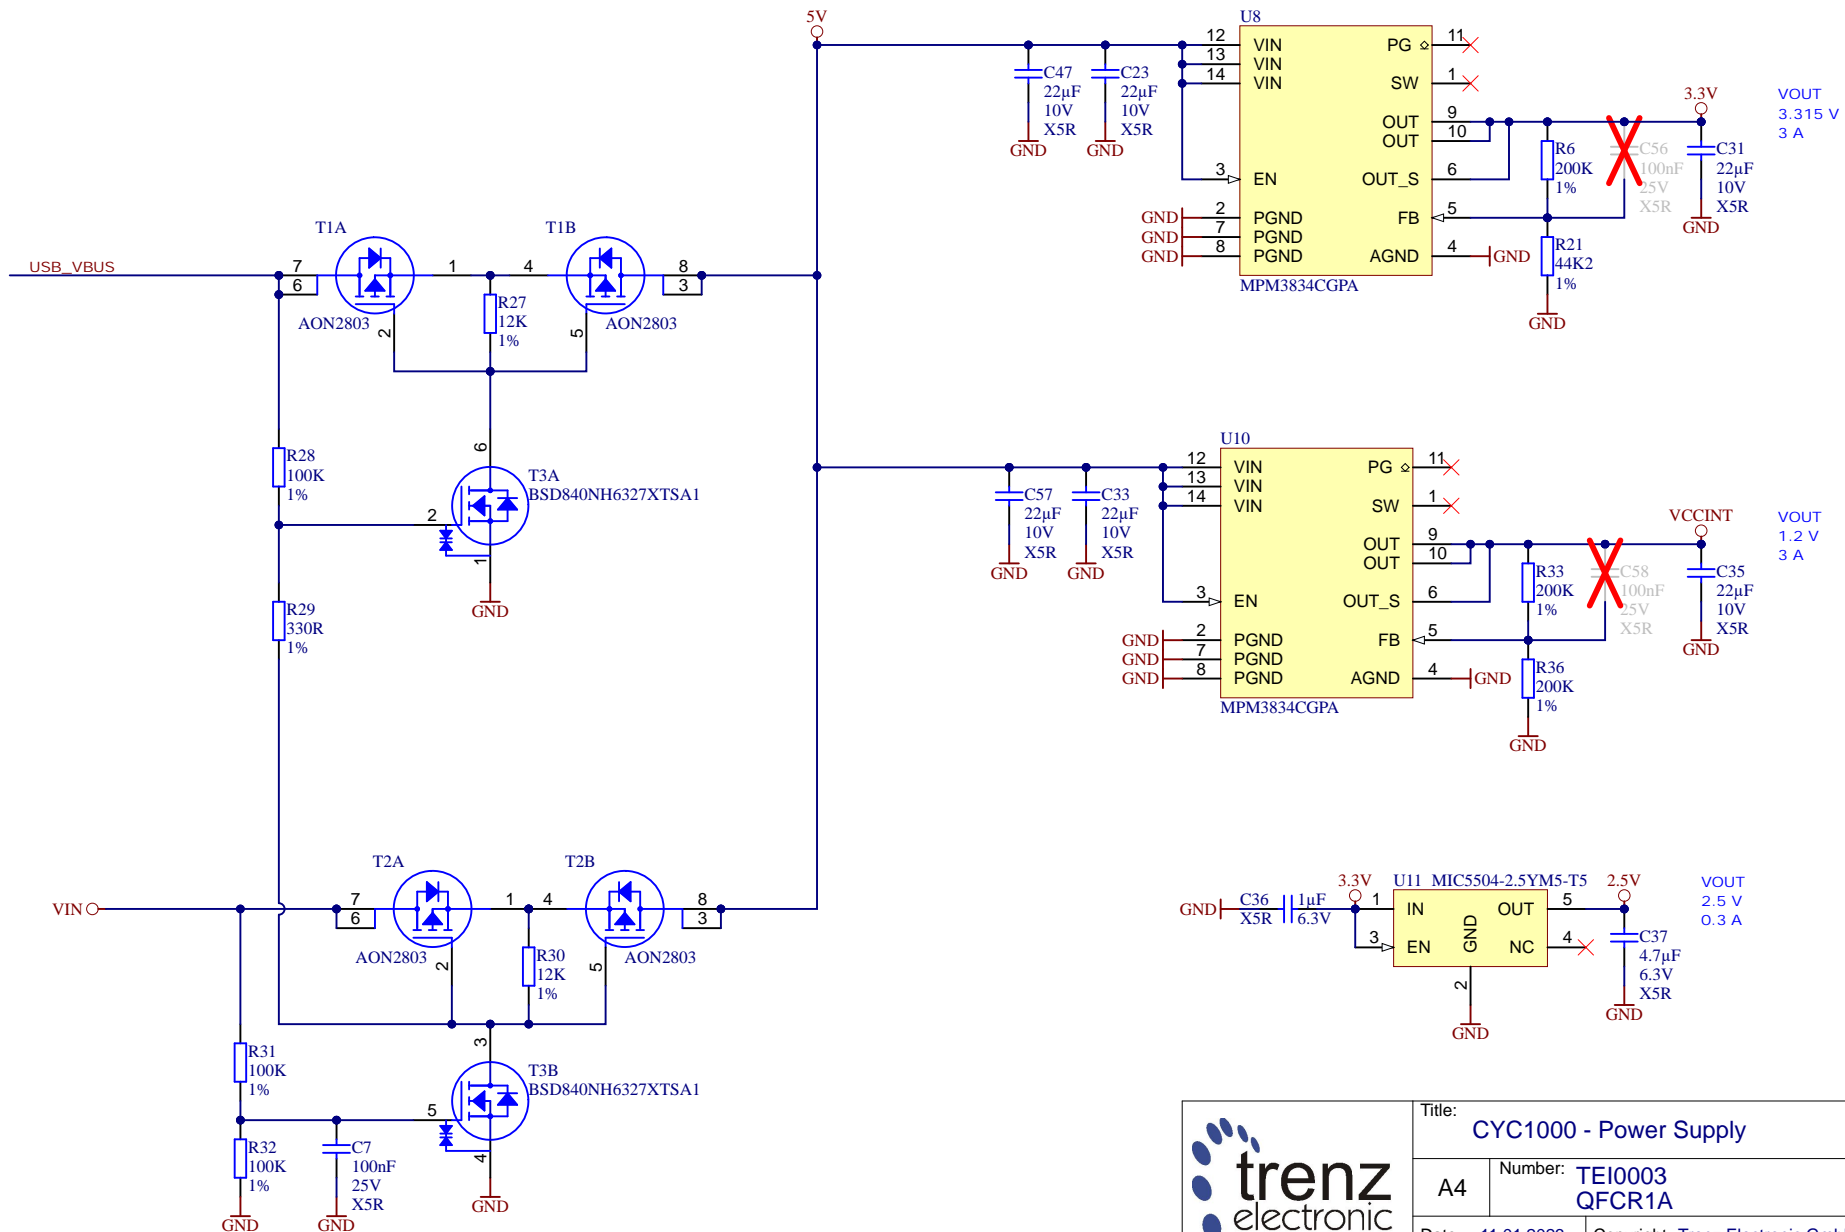 5V
U8
12 VIN
13 VIN
14 VIN
3 EN
GND 2 PGND
GND 7 PGND
GND 8 PGND
PG 11
SW 1
OUT 9
OUT 10
OUT_S 6
FB 5
AGND 4 GND
MPM3834CGPA
C47
22µF
10V
X5R
GND
C23
22µF
10V
X5R
GND
R6
200K
1%
R21
44K2
1%
GND
C56
100nF
25V
X5R
3.3V
C31
22µF
10V
X5R
GND
VOUT
3.315 V
3 A
USB_VBUS
T1A
7
6
1
2
AON2803
R27
12K
1%
T1B
4
8
3
5
AON2803
R28
100K
1%
6
T3A
BSD840NH6327XTSA1
2
1
GND
R29
330R
1%
U10
12 VIN
13 VIN
14 VIN
3 EN
GND 2 PGND
GND 7 PGND
GND 8 PGND
PG 11
SW 1
OUT 9
OUT 10
OUT_S 6
FB 5
AGND 4 GND
MPM3834CGPA
C57
22µF
10V
X5R
GND
C33
22µF
10V
X5R
GND
R33
200K
1%
R36
200K
1%
GND
C58
100nF
25V
X5R
VCCINT
C35
22µF
10V
X5R
GND
VOUT
1.2 V
3 A
VIN
T2A
7
6
1
2
AON2803
R30
12K
1%
T2B
4
8
3
5
AON2803
3
T3B
BSD840NH6327XTSA1
5
4
GND
R31
100K
1%
R32
100K
1%
GND
C7
100nF
25V
X5R
GND
GND
C36
X5R
1µF
6.3V
3.3V
U11 MIC5504-2.5YM5-T5
1 IN
3 EN
GND
2
GND
OUT 5
NC 4
2.5V
C37
4.7µF
6.3V
X5R
GND
VOUT
2.5 V
0.3 A
trenz
electronic
Title:
CYC1000 - Power Supply
A4
Number: TEI0003
QFCR1A